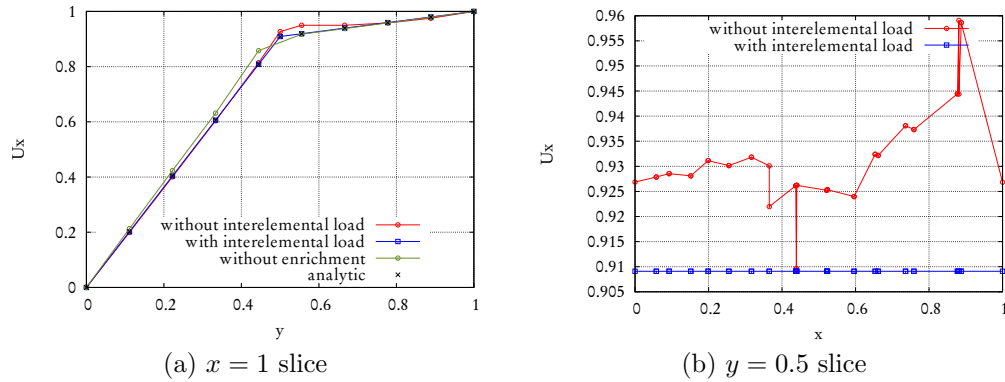 1
0.8
0.6
0.4
0.2
0
0 0.2 0.4 0.6 0.8 1
Ux
y
without interelemental load
with interelemental load
without enrichment
analytic
(a) x = 1 slice
0.96
0.955
0.95
0.945
0.94
0.935
0.93
0.925
0.92
0.915
0.91
0.905
0 0.2 0.4 0.6 0.8 1
Ux
x
without interelemental load
with interelemental load
(b) y = 0.5 slice